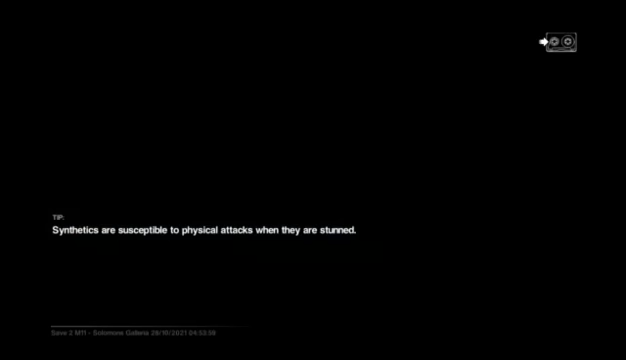 TIP:
Synthetics are susceptible to physical attacks when they are stunned.
Save 2 M11 - Solomons Galleria 28/10/2021 04:53:38